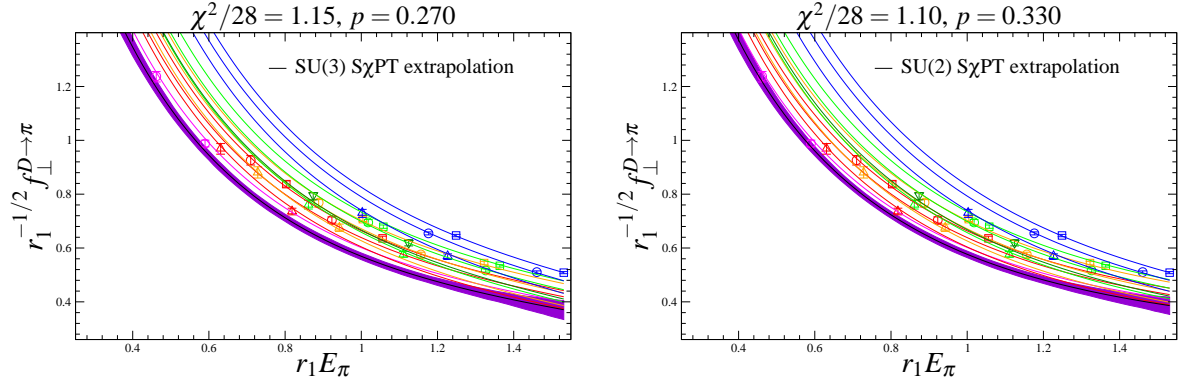 χ²/28 = 1.15, p = 0.270
— SU(3) SχPT extrapolation
r₁^{-1/2} f_⊥^{D→π}
1.2
1
0.8
0.6
0.4
0.4 0.6 0.8 1 1.2 1.4
r₁E_π
χ²/28 = 1.10, p = 0.330
— SU(2) SχPT extrapolation
r₁^{-1/2} f_⊥^{D→π}
1.2
1
0.8
0.6
0.4
0.4 0.6 0.8 1 1.2 1.4
r₁E_π